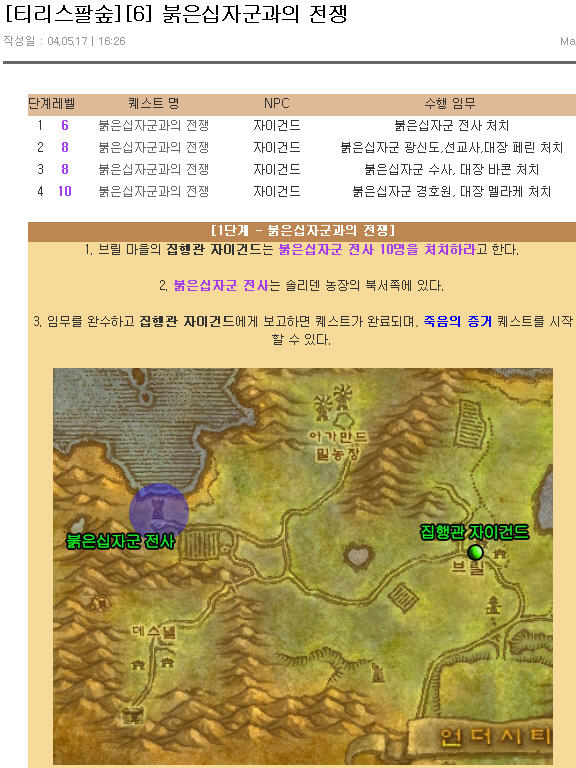 [티리스팔숲][6] 붉은십자군과의 전쟁
작성일 : 04.05.17 | 16:26
Ma
단계레벨 퀘스트 명 NPC 수행 임무
1 6 붉은십자군과의 전쟁 자이건드 붉은십자군 전사 처치
2 8 붉은십자군과의 전쟁 자이건드 붉은십자군 광신도,선교사,대장 페린 처치
3 8 붉은십자군과의 전쟁 자이건드 붉은십자군 수사, 대장 바콘 처치
4 10 붉은십자군과의 전쟁 자이건드 붉은십자군 경호원, 대장 멜라케 처치
[1단계 - 붉은십자군과의 전쟁]
1. 브릴 마을의 집행관 자이건드는 붉은십자군 전사 10명을 처치하라고 한다.
2. 붉은십자군 전사는 솔리덴 농장의 북서쪽에 있다.
3. 임무를 완수하고 집행관 자이건드에게 보고하면 퀘스트가 완료되며, 죽음의 증거 퀘스트를 시작
할 수 있다.
아가만드
밀농장
집행관 자이건드
붉은십자군 전사
브릴
데스넬
언더시티